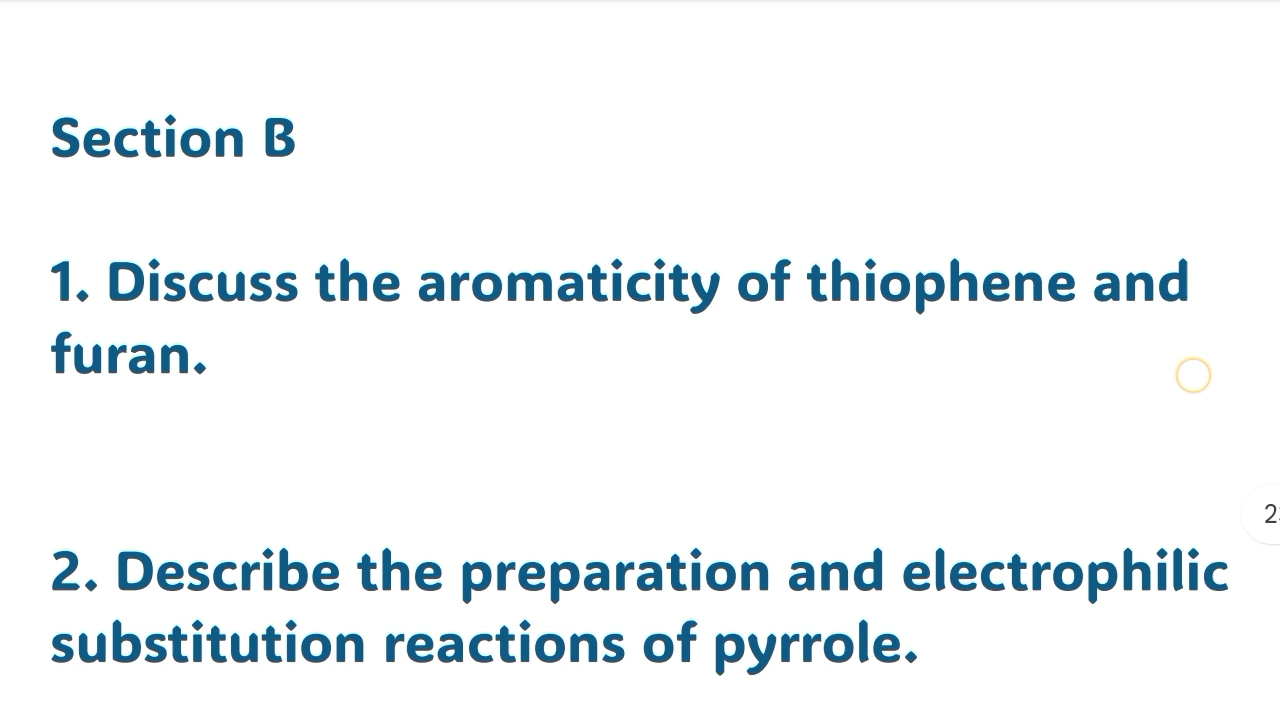 Section B
1. Discuss the aromaticity of thiophene and
furan.
2. Describe the preparation and electrophilic
substitution reactions of pyrrole.